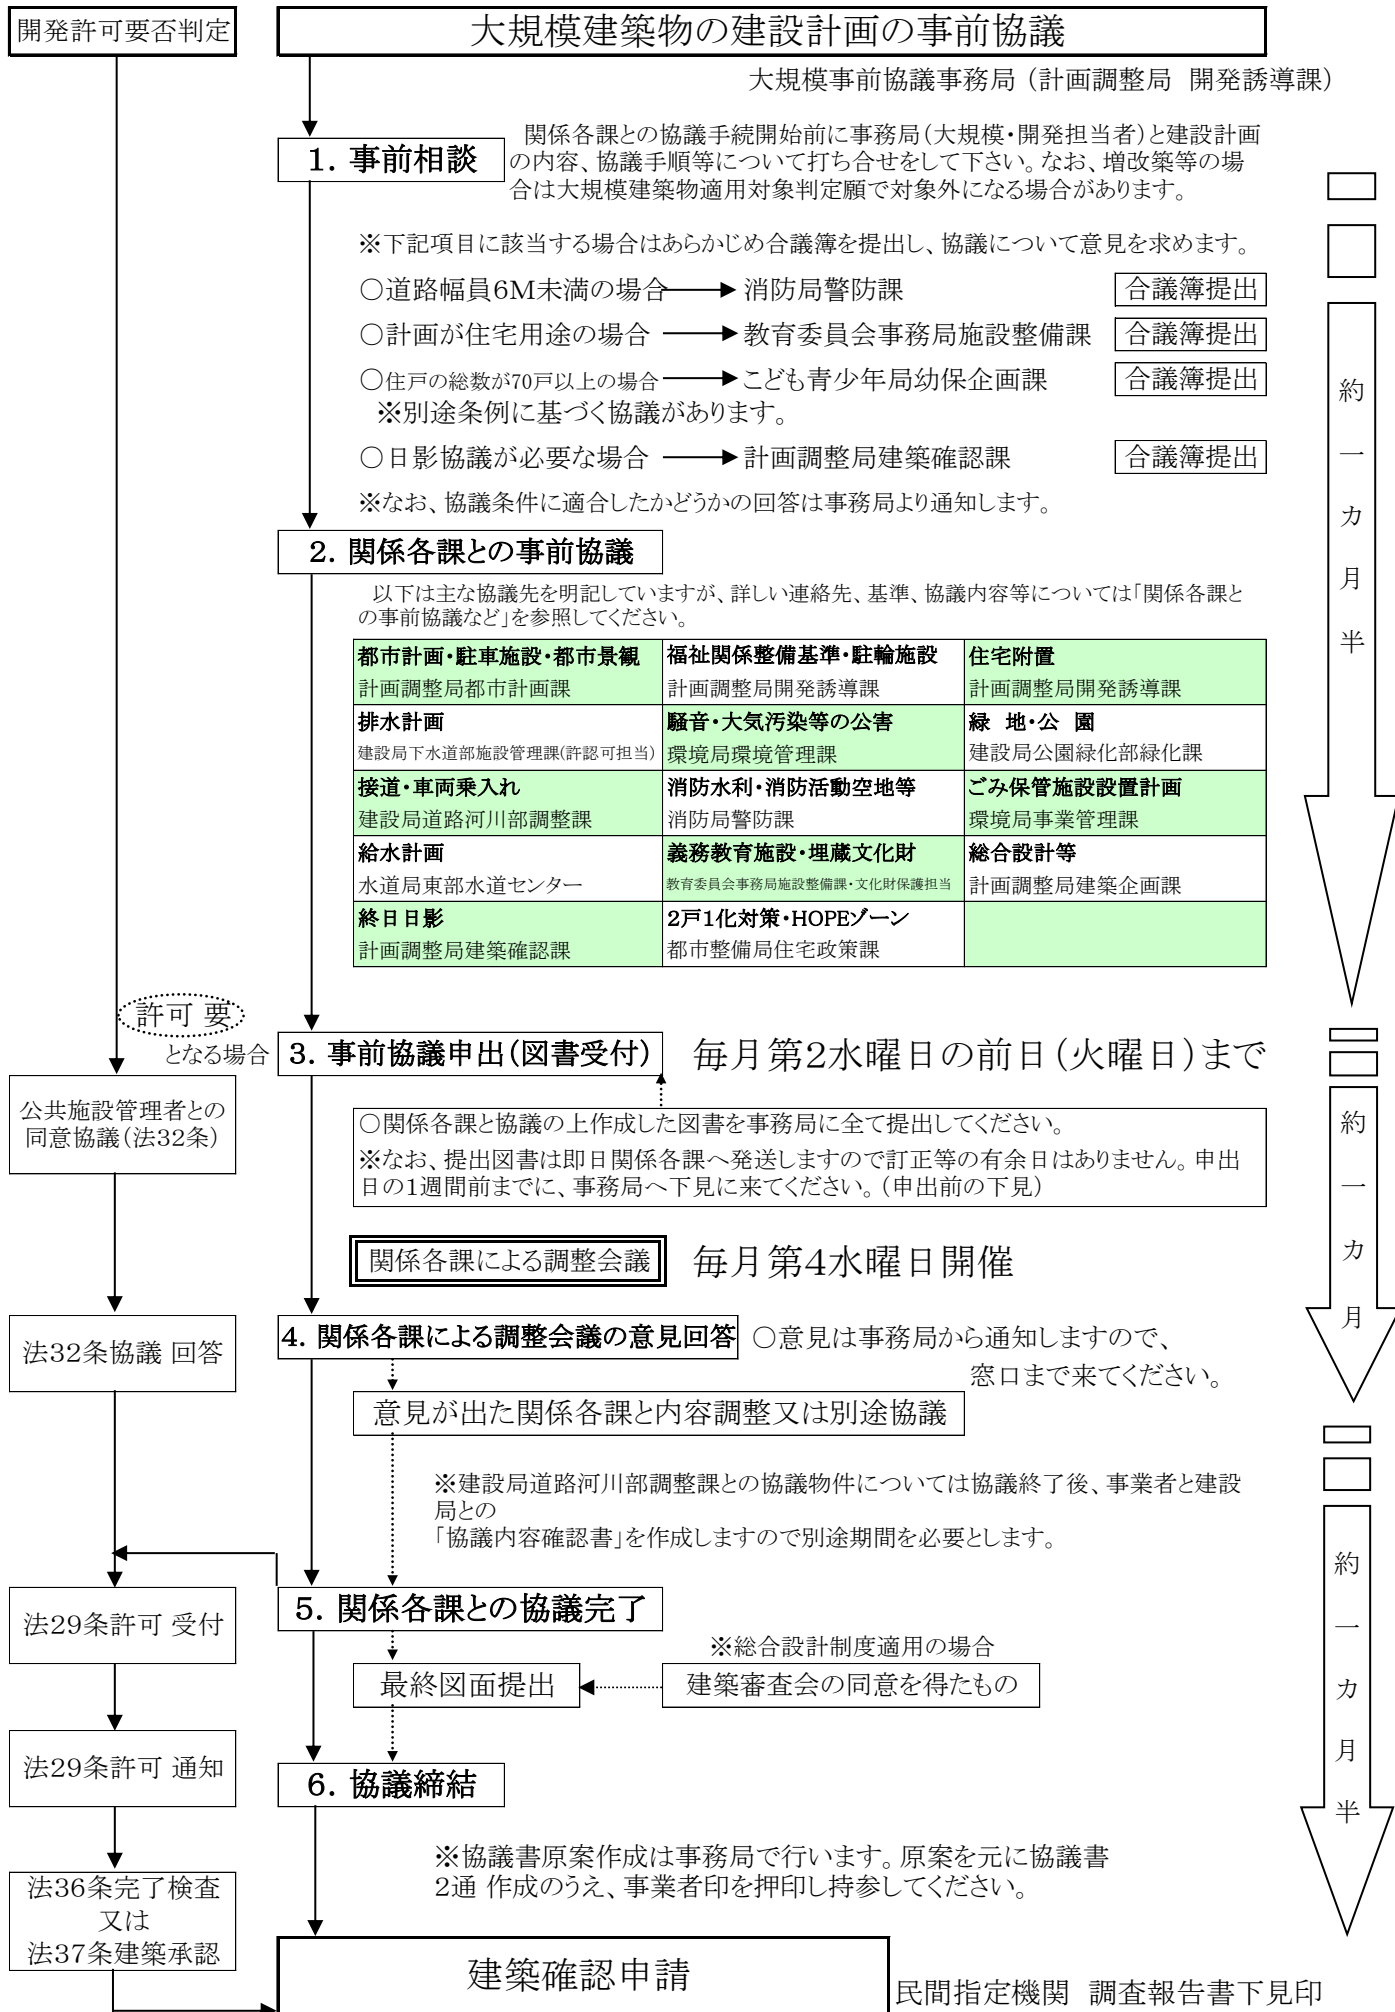 開発許可要否判定
大規模建築物の建設計画の事前協議
大規模事前協議事務局（計画調整局　開発誘導課）
1．事前相談
関係各課との協議手続開始前に事務局（大規模・開発担当者）と建設計画
の内容、協議手順等について打ち合せをして下さい。なお、増改築等の場
合は大規模建築物適用対象判定願で対象外になる場合があります。
※下記項目に該当する場合はあらかじめ合議簿を提出し、協議について意見を求めます。
○道路幅員6M未満の場合 消防局警防課 合議簿提出
○計画が住宅用途の場合 教育委員会事務局施設整備課 合議簿提出
○住戸の総数が70戸以上の場合 こども青少年局幼保企画課 合議簿提出
※別途条例に基づく協議があります。
○日影協議が必要な場合 計画調整局建築確認課 合議簿提出
※なお、協議条件に適合したかどうかの回答は事務局より通知します。
約一カ月半
2．関係各課との事前協議
以下は主な協議先を明記していますが、詳しい連絡先、基準、協議内容等については「関係各課と
の事前協議など」を参照してください。
都市計画・駐車施設・都市景観 福祉関係整備基準・駐輪施設 住宅附置
計画調整局都市計画課 計画調整局開発誘導課 計画調整局開発誘導課
排水計画 騒音・大気汚染等の公害 緑　地・公　園
建設局下水道部施設管理課(許認可担当) 環境局環境管理課 建設局公園緑化部緑化課
接道・車両乗入れ 消防水利・消防活動空地等 ごみ保管施設設置計画
建設局道路河川部調整課 消防局警防課 環境局事業管理課
給水計画 義務教育施設・埋蔵文化財 総合設計等
水道局東部水道センター 教育委員会事務局施設整備課・文化財保護担当 計画調整局建築企画課
終日日影 2戸1化対策・HOPEゾーン
計画調整局建築確認課 都市整備局住宅政策課
許可 要
となる場合
3．事前協議申出（図書受付） 毎月第2水曜日の前日（火曜日）まで
公共施設管理者との
同意協議（法32条）
○関係各課と協議の上作成した図書を事務局に全て提出してください。
※なお、提出図書は即日関係各課へ発送しますので訂正等の有余日はありません。申出
日の1週間前までに、事務局へ下見に来てください。（申出前の下見）
約一カ月
関係各課による調整会議 毎月第4水曜日開催
法32条協議 回答
4．関係各課による調整会議の意見回答 ○意見は事務局から通知しますので、
窓口まで来てください。
意見が出た関係各課と内容調整又は別途協議
※建設局道路河川部調整課との協議物件については協議終了後、事業者と建設
局との
「協議内容確認書」を作成しますので別途期間を必要とします。
約一カ月半
法29条許可 受付
5．関係各課との協議完了
※総合設計制度適用の場合
最終図面提出 建築審査会の同意を得たもの
法29条許可 通知
6．協議締結
※協議書原案作成は事務局で行います。原案を元に協議書
2通 作成のうえ、事業者印を押印し持参してください。
法36条完了検査
又は
法37条建築承認
建築確認申請
民間指定機関　調査報告書下見印